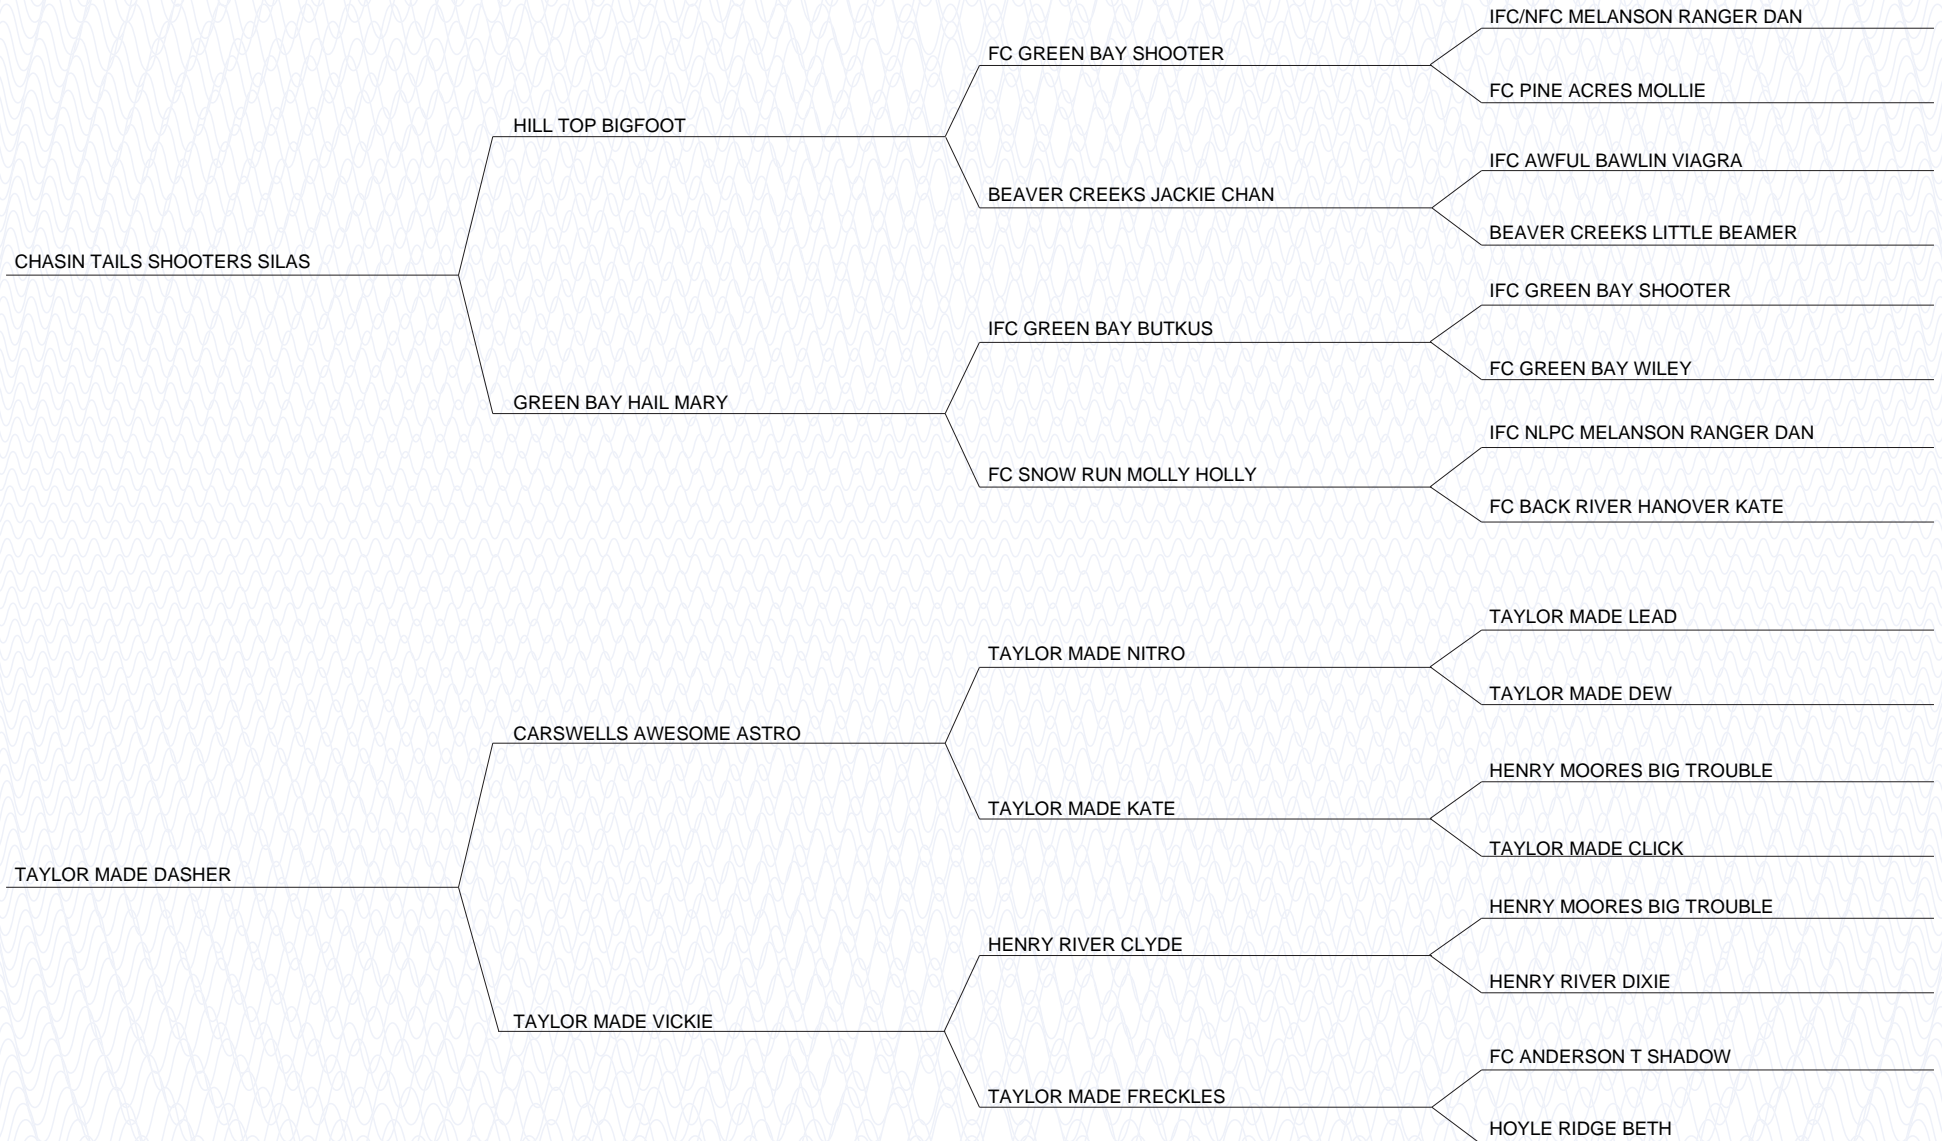 IFC/NFC MELANSON RANGER DAN
FC GREEN BAY SHOOTER
FC PINE ACRES MOLLIE
HILL TOP BIGFOOT
IFC AWFUL BAWLIN VIAGRA
BEAVER CREEKS JACKIE CHAN
BEAVER CREEKS LITTLE BEAMER
CHASIN TAILS SHOOTERS SILAS
IFC GREEN BAY SHOOTER
IFC GREEN BAY BUTKUS
FC GREEN BAY WILEY
GREEN BAY HAIL MARY
IFC NLPC MELANSON RANGER DAN
FC SNOW RUN MOLLY HOLLY
FC BACK RIVER HANOVER KATE
TAYLOR MADE LEAD
TAYLOR MADE NITRO
TAYLOR MADE DEW
CARSWELLS AWESOME ASTRO
HENRY MOORES BIG TROUBLE
TAYLOR MADE KATE
TAYLOR MADE CLICK
TAYLOR MADE DASHER
HENRY MOORES BIG TROUBLE
HENRY RIVER CLYDE
HENRY RIVER DIXIE
TAYLOR MADE VICKIE
FC ANDERSON T SHADOW
TAYLOR MADE FRECKLES
HOYLE RIDGE BETH